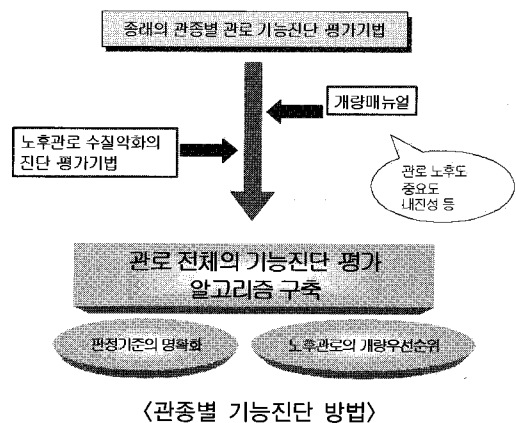 종래의 관종별 관로 기능진단 평가기법
개량매뉴얼
노후관로 수질악화의
진단 평가기법
관로 노후도
중요도
내진성 등
관로 전체의 기능진단 평가
알고리즘 구축
판정기준의 명확화
노후관로의 개량우선순위
〈관종별 기능진단 방법〉